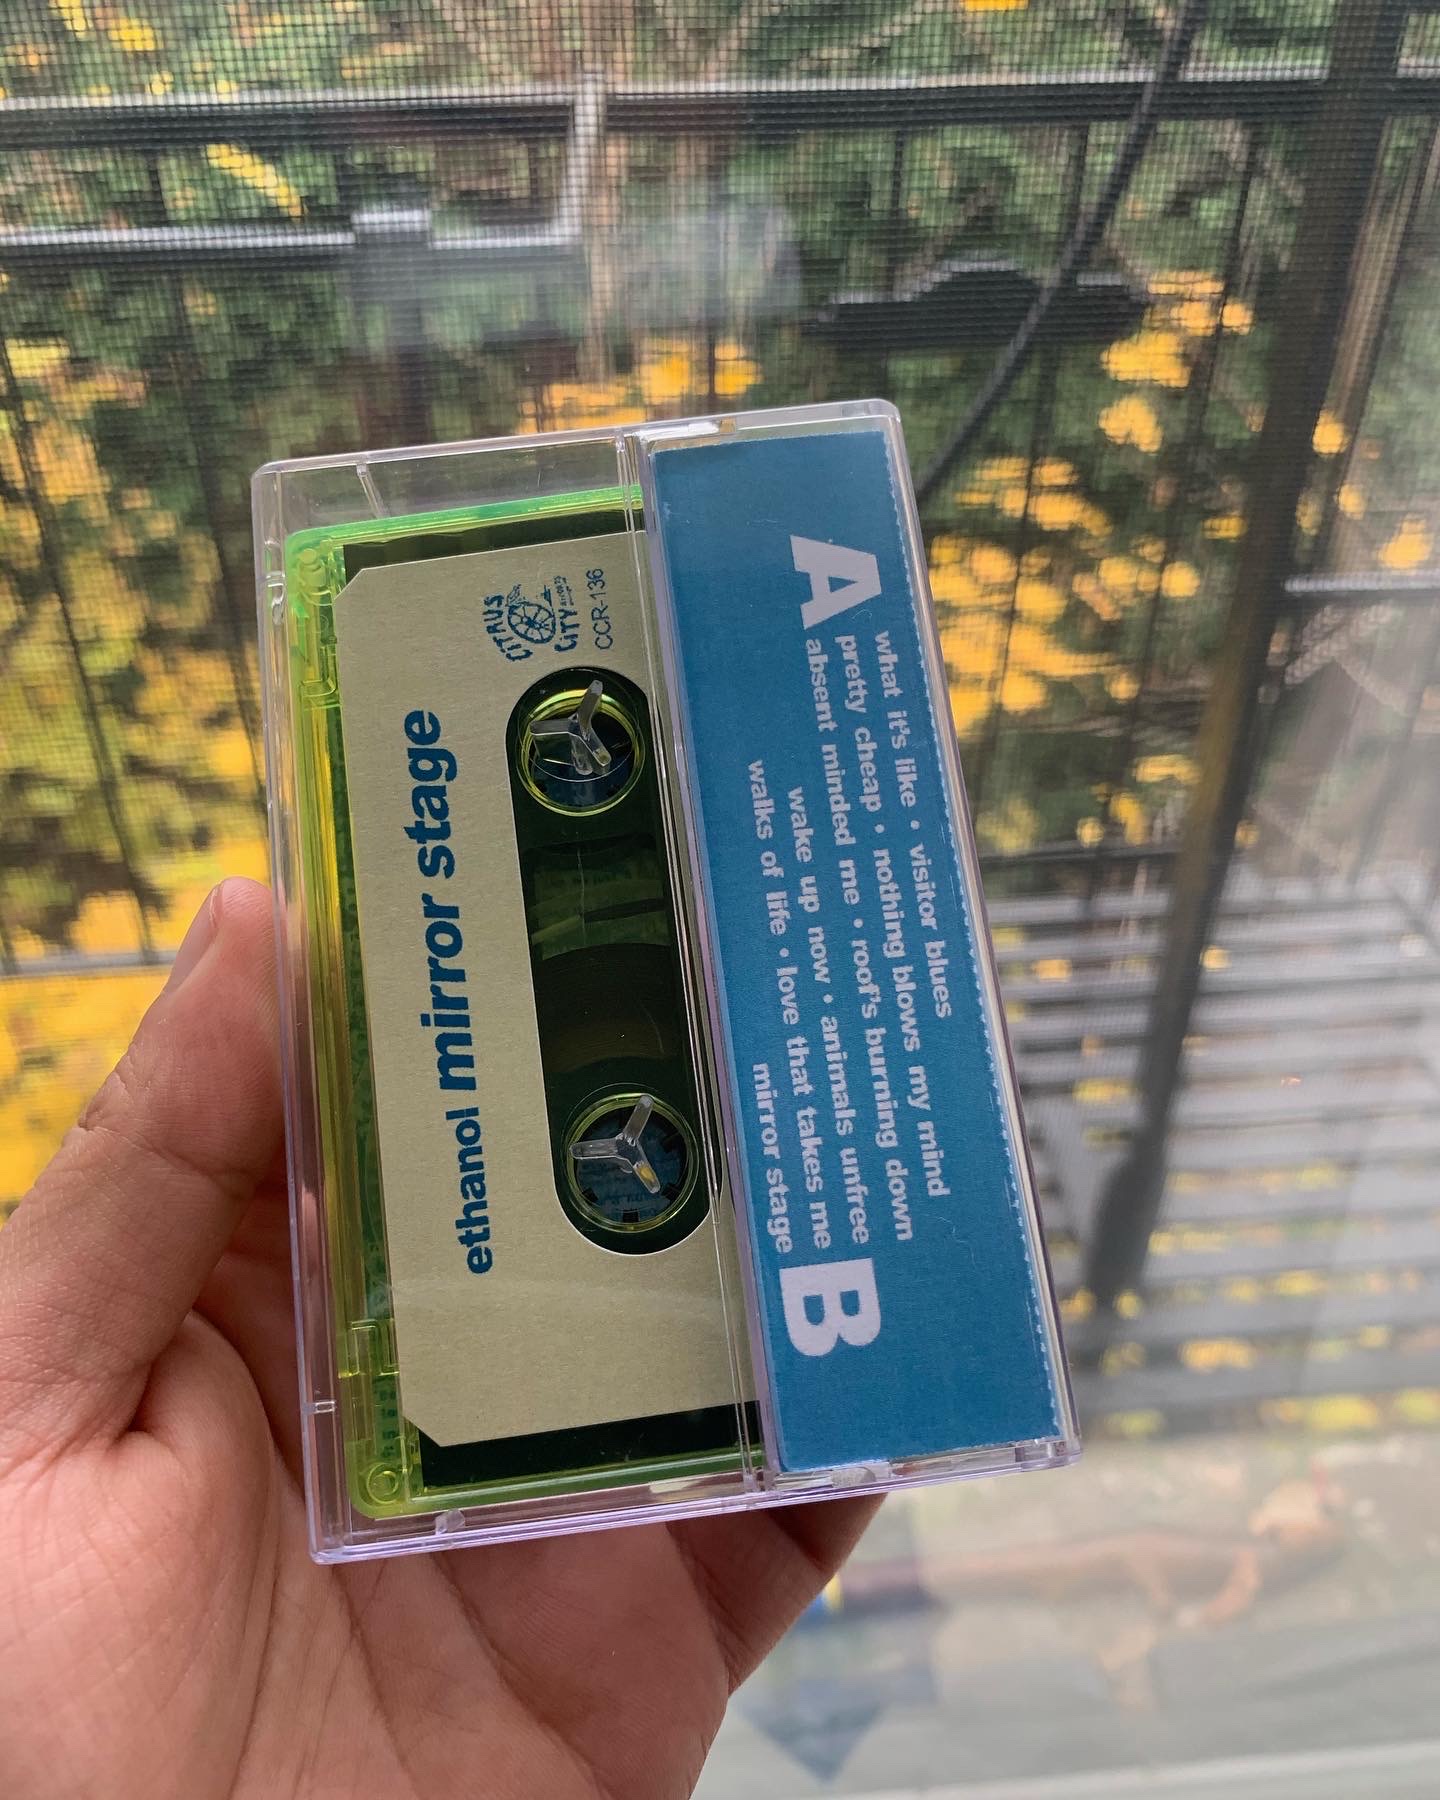 ethanol mirror stage
CiTRUS
CiTY
CCR-136
A
what it's like • visitor blues
pretty cheap • nothing blows my mind
absent minded me • roof's burning down
wake up now • animals unfree
walks of life • love that takes me
mirror stage
B